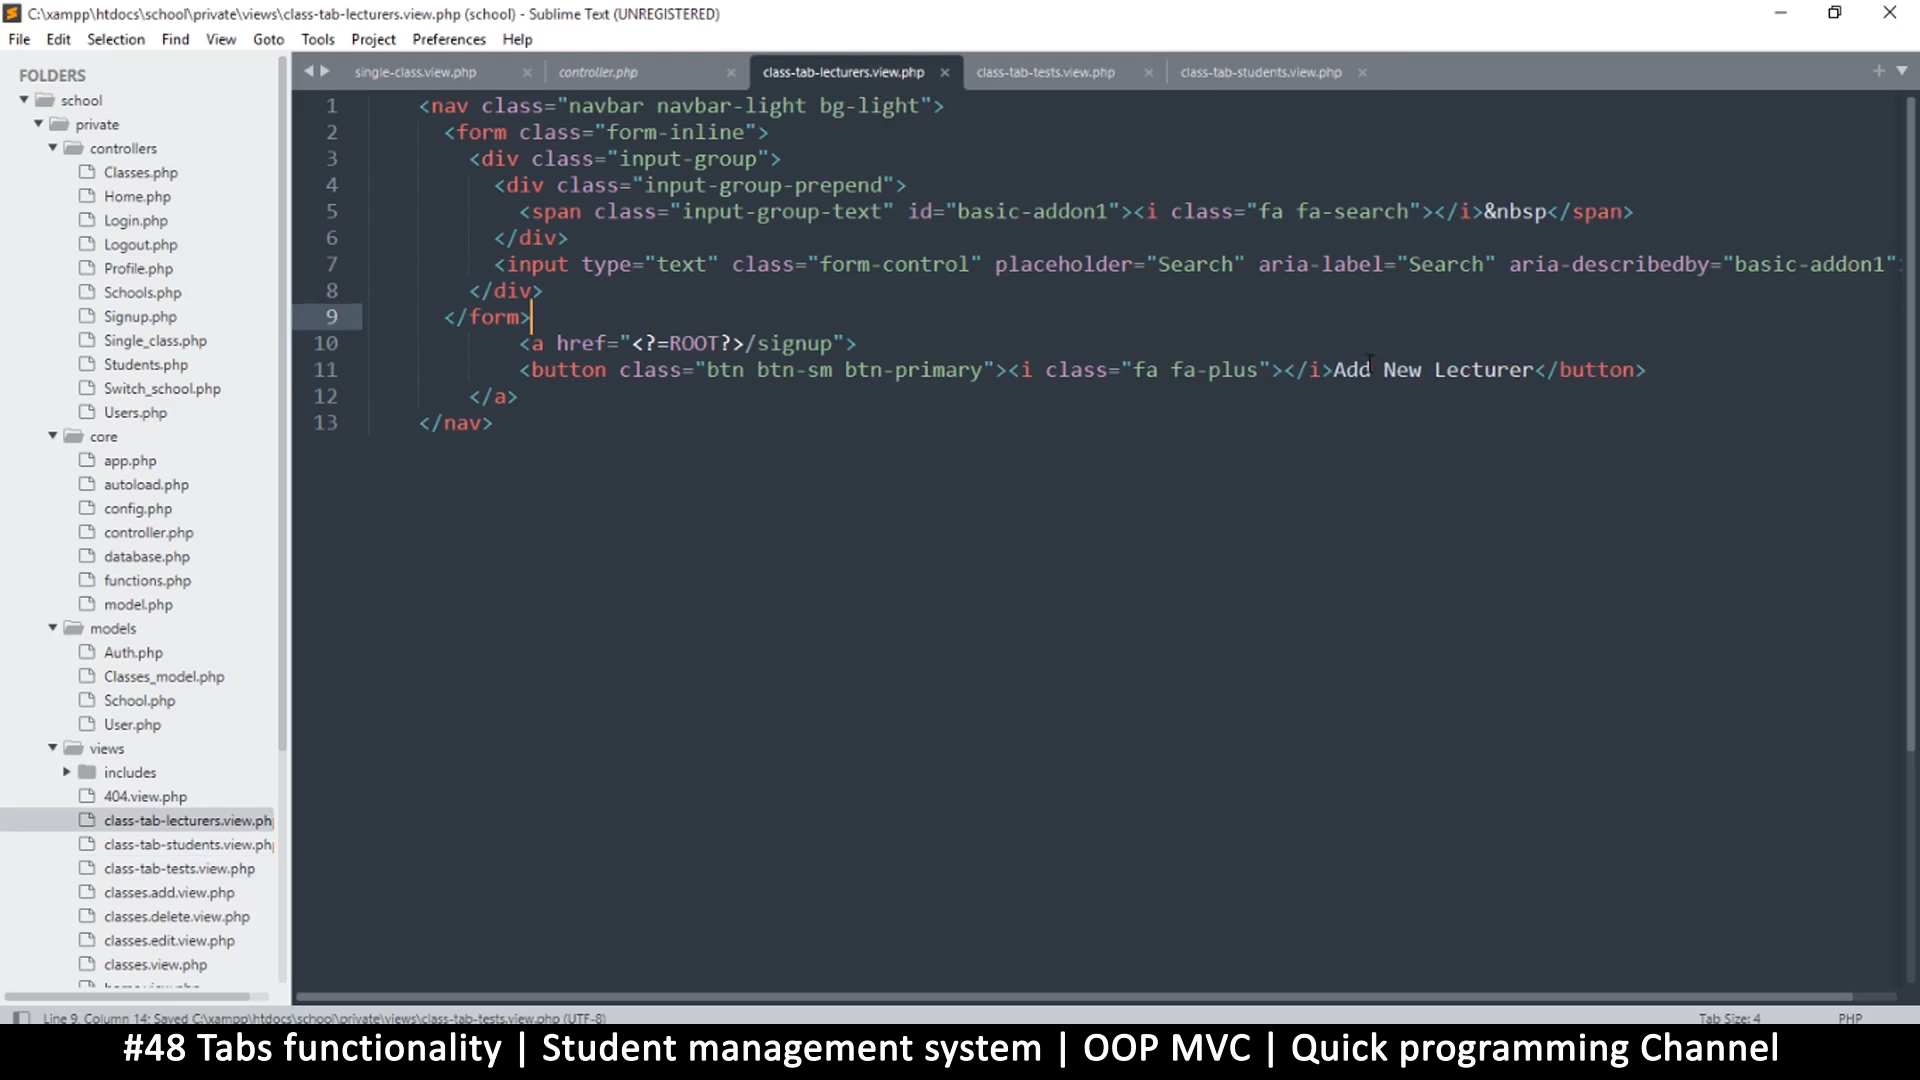 C:\xampp\htdocs\school\private\views\class-tab-lecturers.view.php (school) - Sublime Text (UNREGISTERED)
File Edit Selection Find View Goto Tools Project Preferences Help
FOLDERS
school
private
controllers
Classes.php
Home.php
Login.php
Logout.php
Profile.php
Schools.php
Signup.php
Single_class.php
Students.php
Switch_school.php
Users.php
core
app.php
autoload.php
config.php
controller.php
database.php
functions.php
model.php
models
Auth.php
Classes_model.php
School.php
User.php
views
includes
404.view.php
class-tab-lecturers.view.ph
class-tab-students.view.ph
class-tab-tests.view.php
classes.add.view.php
classes.delete.view.php
classes.edit.view.php
classes.view.php
home.view.php
single-class.view.php controller.php class-tab-lecturers.view.php class-tab-tests.view.php class-tab-students.view.php
1 <nav class="navbar navbar-light bg-light">
2 <form class="form-inline">
3 <div class="input-group">
4 <div class="input-group-prepend">
5 <span class="input-group-text" id="basic-addon1"><i class="fa fa-search"></i>&nbsp</span>
6 </div>
7 <input type="text" class="form-control" placeholder="Search" aria-label="Search" aria-describedby="basic-addon1"
8 </div>
9 </form>
10 <a href="<?=ROOT?>/signup">
11 <button class="btn btn-sm btn-primary"><i class="fa fa-plus"></i>Add New Lecturer</button>
12 </a>
13 </nav>
Line 9, Column 14; Saved C:\xampp\htdocs\school\private\views\class-tab-tests.view.php (UTF-8) Tab Size: 4 PHP
#48 Tabs functionality | Student management system | OOP MVC | Quick programming Channel